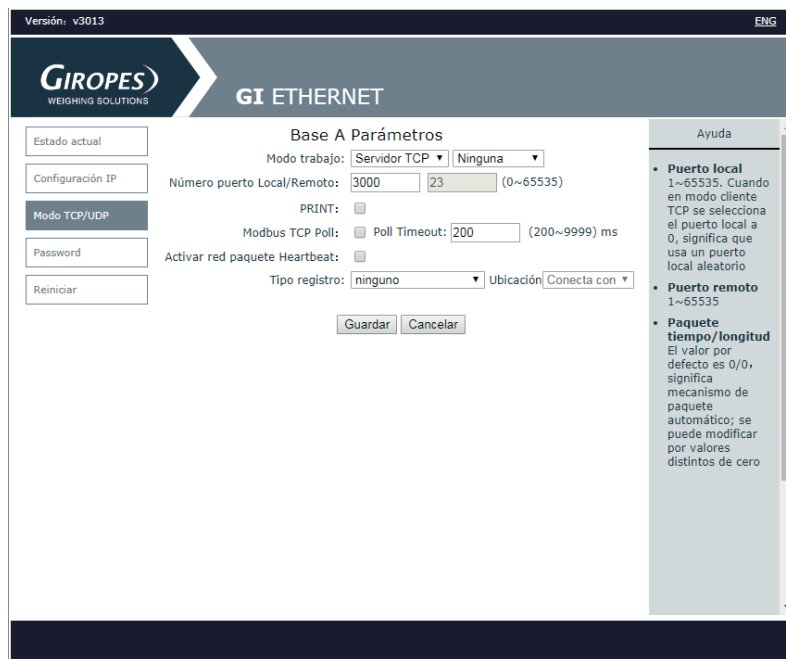 Versión: v3013
ENG
GIROPES
WEIGHING SOLUTIONS
GI ETHERNET
Estado actual
Configuración IP
Modo TCP/UDP
Password
Reiniciar
Base A Parámetros
Modo trabajo: Servidor TCP Ninguna
Número puerto Local/Remoto: 3000 23 (0~65535)
PRINT:
Modbus TCP Poll: Poll Timeout: 200 (200~9999) ms
Activar red paquete Heartbeat:
Tipo registro: ninguno Ubicación Conecta con
Guardar Cancelar
Ayuda
• Puerto local
1~65535. Cuando
en modo cliente
TCP se selecciona
el puerto local a
0, significa que
usa un puerto
local aleatorio
• Puerto remoto
1~65535
• Paquete
tiempo/longitud
El valor por
defecto es 0/0,
significa
mecanismo de
paquete
automático; se
puede modificar
por valores
distintos de cero